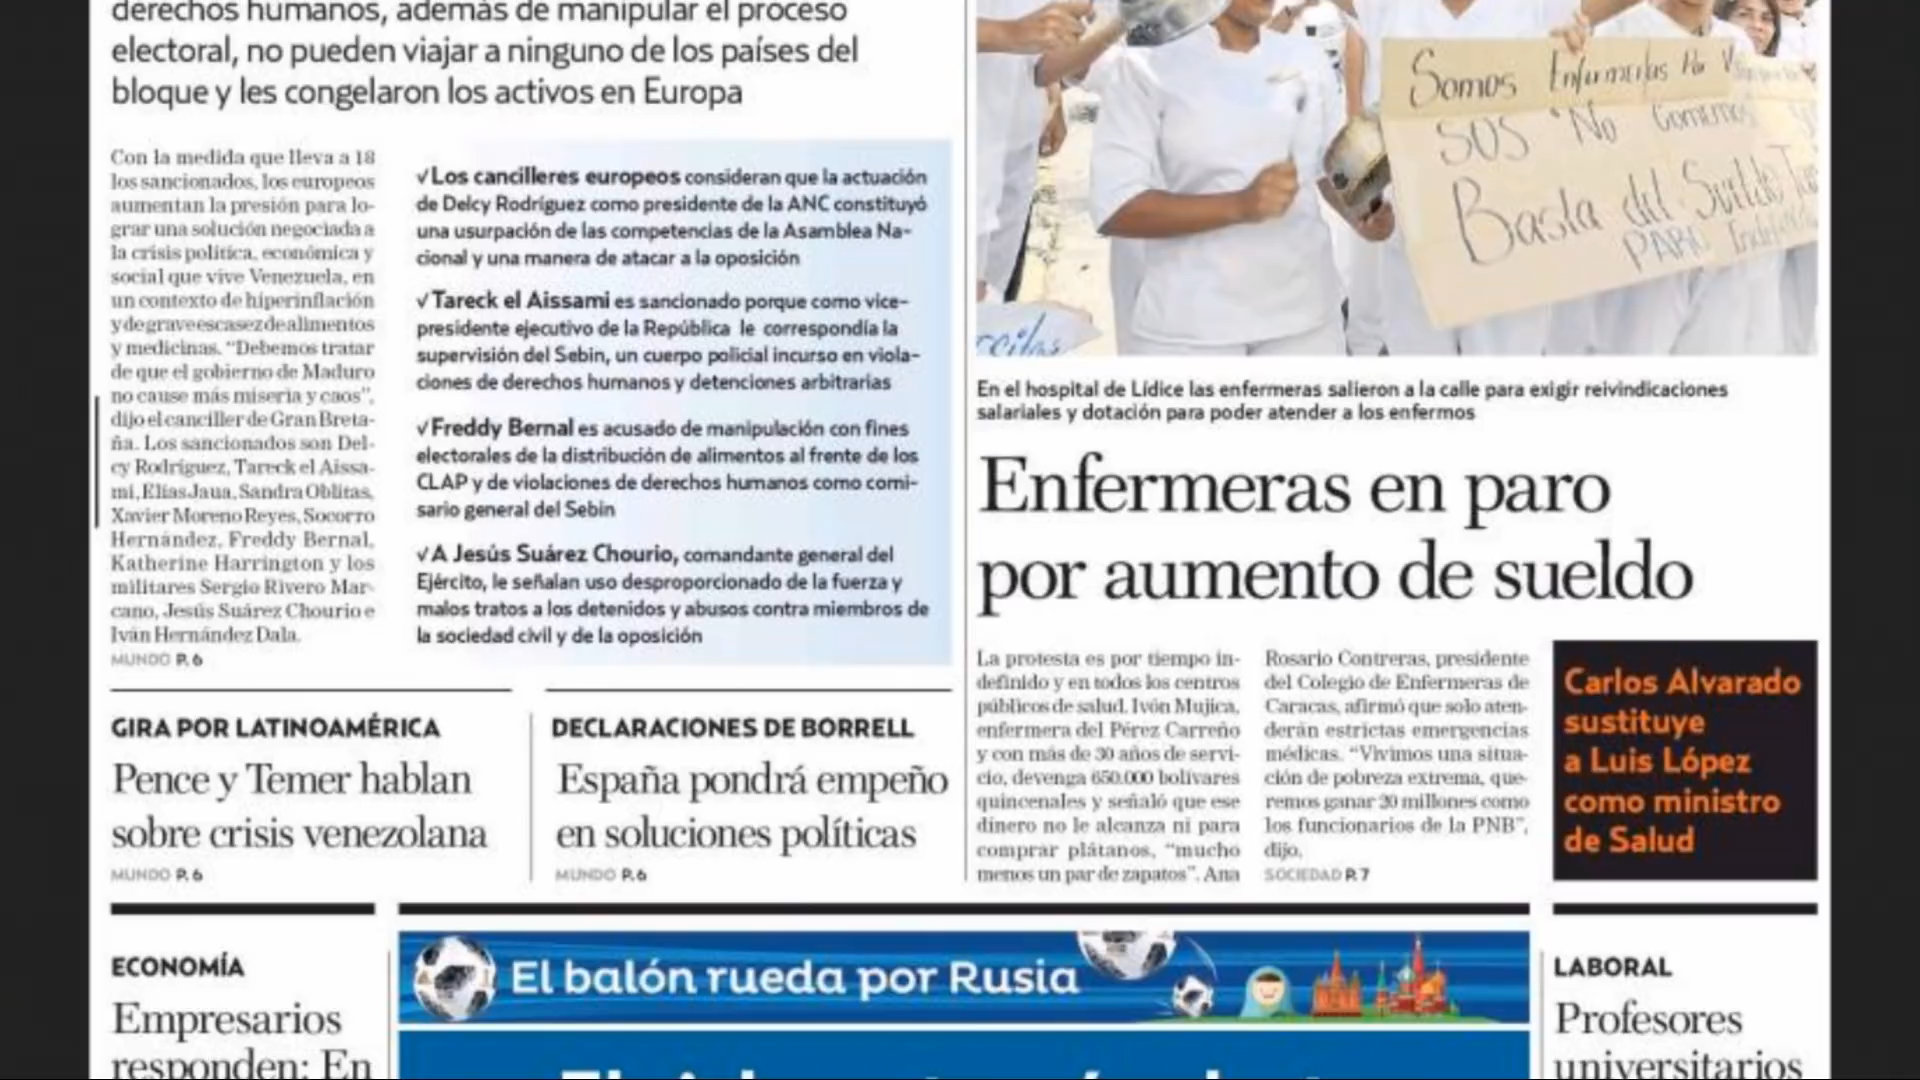 derechos humanos, además de manipular el proceso
electoral, no pueden viajar a ninguno de los países del
bloque y les congelaron los activos en Europa
Con la medida que lleva a 18
los sancionados, los europeos
aumentan la presión para lo-
grar una solución negociada a
la crisis política, económica y
social que vive Venezuela, en
un contexto de hiperinflación
y de grave escasez de alimentos
y medicinas. “Debemos tratar
de que el gobierno de Maduro
no cause más miseria y caos”,
dijo el canciller de Gran Breta-
ña. Los sancionados son Del-
cy Rodríguez, Tareck el Aissa-
mi, Elías Jaua, Sandra Oblitas,
Xavier Moreno Reyes, Socorro
Hernández, Freddy Bernal,
Katherine Harrington y los
militares Sergio Rivero Mar-
cano, Jesús Suárez Chourio e
Iván Hernández Dala.
MUNDO P. 6
✓Los cancilleres europeos consideran que la actuación
de Delcy Rodríguez como presidente de la ANC constituyó
una usurpación de las competencias de la Asamblea Na-
cional y una manera de atacar a la oposición
✓Tareck el Aissami es sancionado porque como vice-
presidente ejecutivo de la República le correspondía la
supervisión del Sebin, un cuerpo policial incurso en viola-
ciones de derechos humanos y detenciones arbitrarias
✓Freddy Bernal es acusado de manipulación con fines
electorales de la distribución de alimentos al frente de los
CLAP y de violaciones de derechos humanos como comi-
sario general del Sebin
✓A Jesús Suárez Chourio, comandante general del
Ejército, le señalan uso desproporcionado de la fuerza y
malos tratos a los detenidos y abusos contra miembros de
la sociedad civil y de la oposición
GIRA POR LATINOAMÉRICA
Pence y Temer hablan
sobre crisis venezolana
MUNDO P. 6
DECLARACIONES DE BORRELL
España pondrá empeño
en soluciones políticas
MUNDO P. 6
Somos Enfermeras Por
SOS "No Comemos
Basta del Sueldo
PARO
En el hospital de Lídice las enfermeras salieron a la calle para exigir reivindicaciones
salariales y dotación para poder atender a los enfermos
Enfermeras en paro
por aumento de sueldo
La protesta es por tiempo in-
definido y en todos los centros
públicos de salud. Ivón Mujica,
enfermera del Pérez Carreño
y con más de 30 años de servi-
cio, devenga 650.000 bolívares
quincenales y señaló que ese
dinero no le alcanza ni para
comprar plátanos, “mucho
menos un par de zapatos”. Ana
Rosario Contreras, presidente
del Colegio de Enfermeras de
Caracas, afirmó que solo aten-
derán estrictas emergencias
médicas. “Vivimos una situa-
ción de pobreza extrema, que-
remos ganar 20 millones como
los funcionarios de la PNB”,
dijo.
SOCIEDAD P. 7
Carlos Alvarado
sustituye
a Luis López
como ministro
de Salud
ECONOMÍA
Empresarios
responden: En
El balón rueda por Rusia
LABORAL
Profesores
universitarios